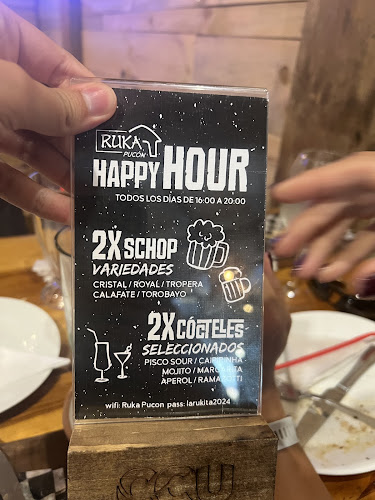 RUKA
PUCÓN
HAPPY HOUR
TODOS LOS DÍAS DE 16:00 A 20:00
2X SCHOP
VARIEDADES
CRISTAL / ROYAL / TROPERA
CALAFATE / TOROBAYO
2X CÓCTELES
SELECCIONADOS
PISCO SOUR / CAIPIRINHA
MOJITO / MARGARITA
APEROL / RAMAZOTTI
wifi: Ruka Pucon pass: larukita2024